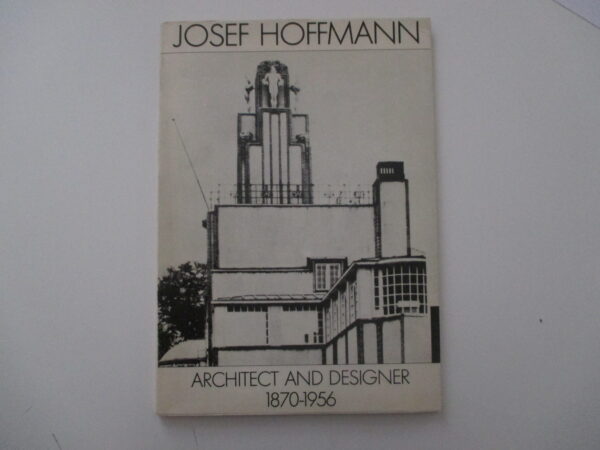 JOSEF HOFFMANN
ARCHITECT AND DESIGNER
1870-1956